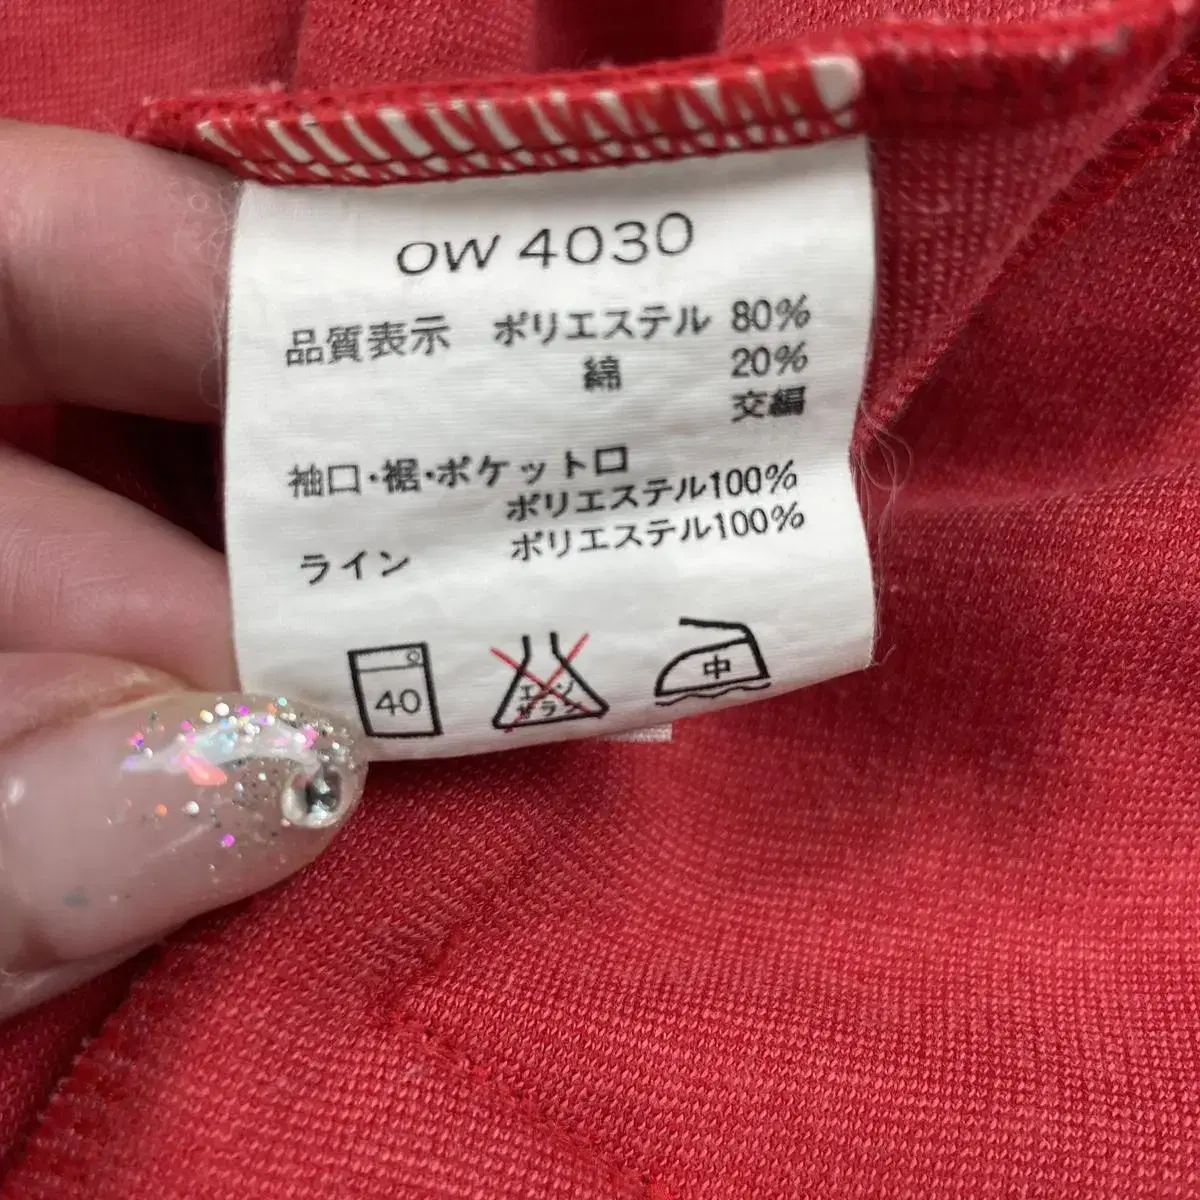 OW 4030
品質表示 ポリエステル 80%
綿 20%
交編
袖口・裾・ポケット口
ポリエステル100%
ライン ポリエステル100%
40
エンソ
サラシ
中